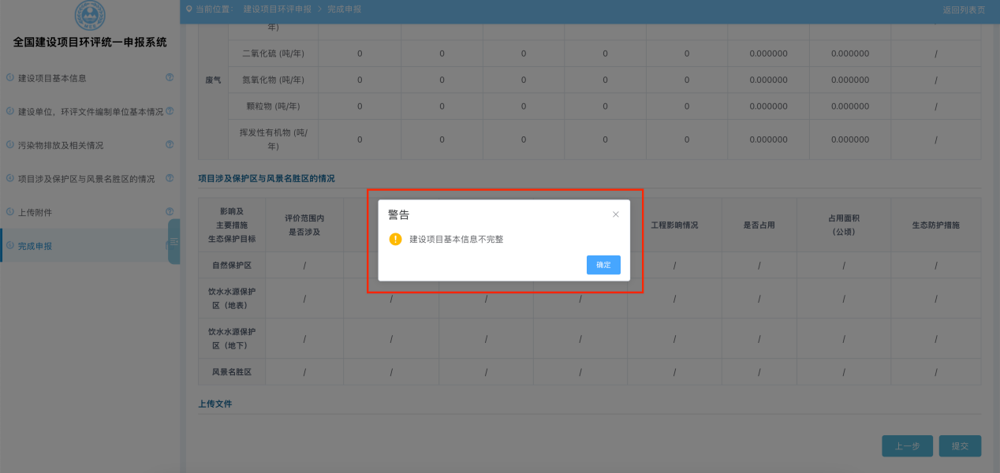 当前位置： 建设项目环评申报 > 完成申报
返回列表页
全国建设项目环评统一申报系统
建设项目基本信息
建设单位，环评文件编制单位基本情况
污染物排放及相关情况
项目涉及保护区与风景名胜区的情况
上传附件
完成申报
年)
废气
二氧化硫 (吨/年) 0 0 0 0 0 0.000000 0.000000 /
氮氧化物 (吨/年) 0 0 0 0 0 0.000000 0.000000 /
颗粒物 (吨/年) 0 0 0 0 0 0.000000 0.000000 /
挥发性有机物 (吨/
年) 0 0 0 0 0 0.000000 0.000000 /
项目涉及保护区与风景名胜区的情况
影响及
主要措施
生态保护目标
评价范围内
是否涉及
工程影响情况
是否占用
占用面积
（公顷）
生态防护措施
警告
建设项目基本信息不完整
确定
自然保护区 / / / / /
饮水水源保护
区（地表） / / / / / / / /
饮水水源保护
区（地下） / / / / / / / /
风景名胜区 / / / / / / / /
上传文件
上一步
提交